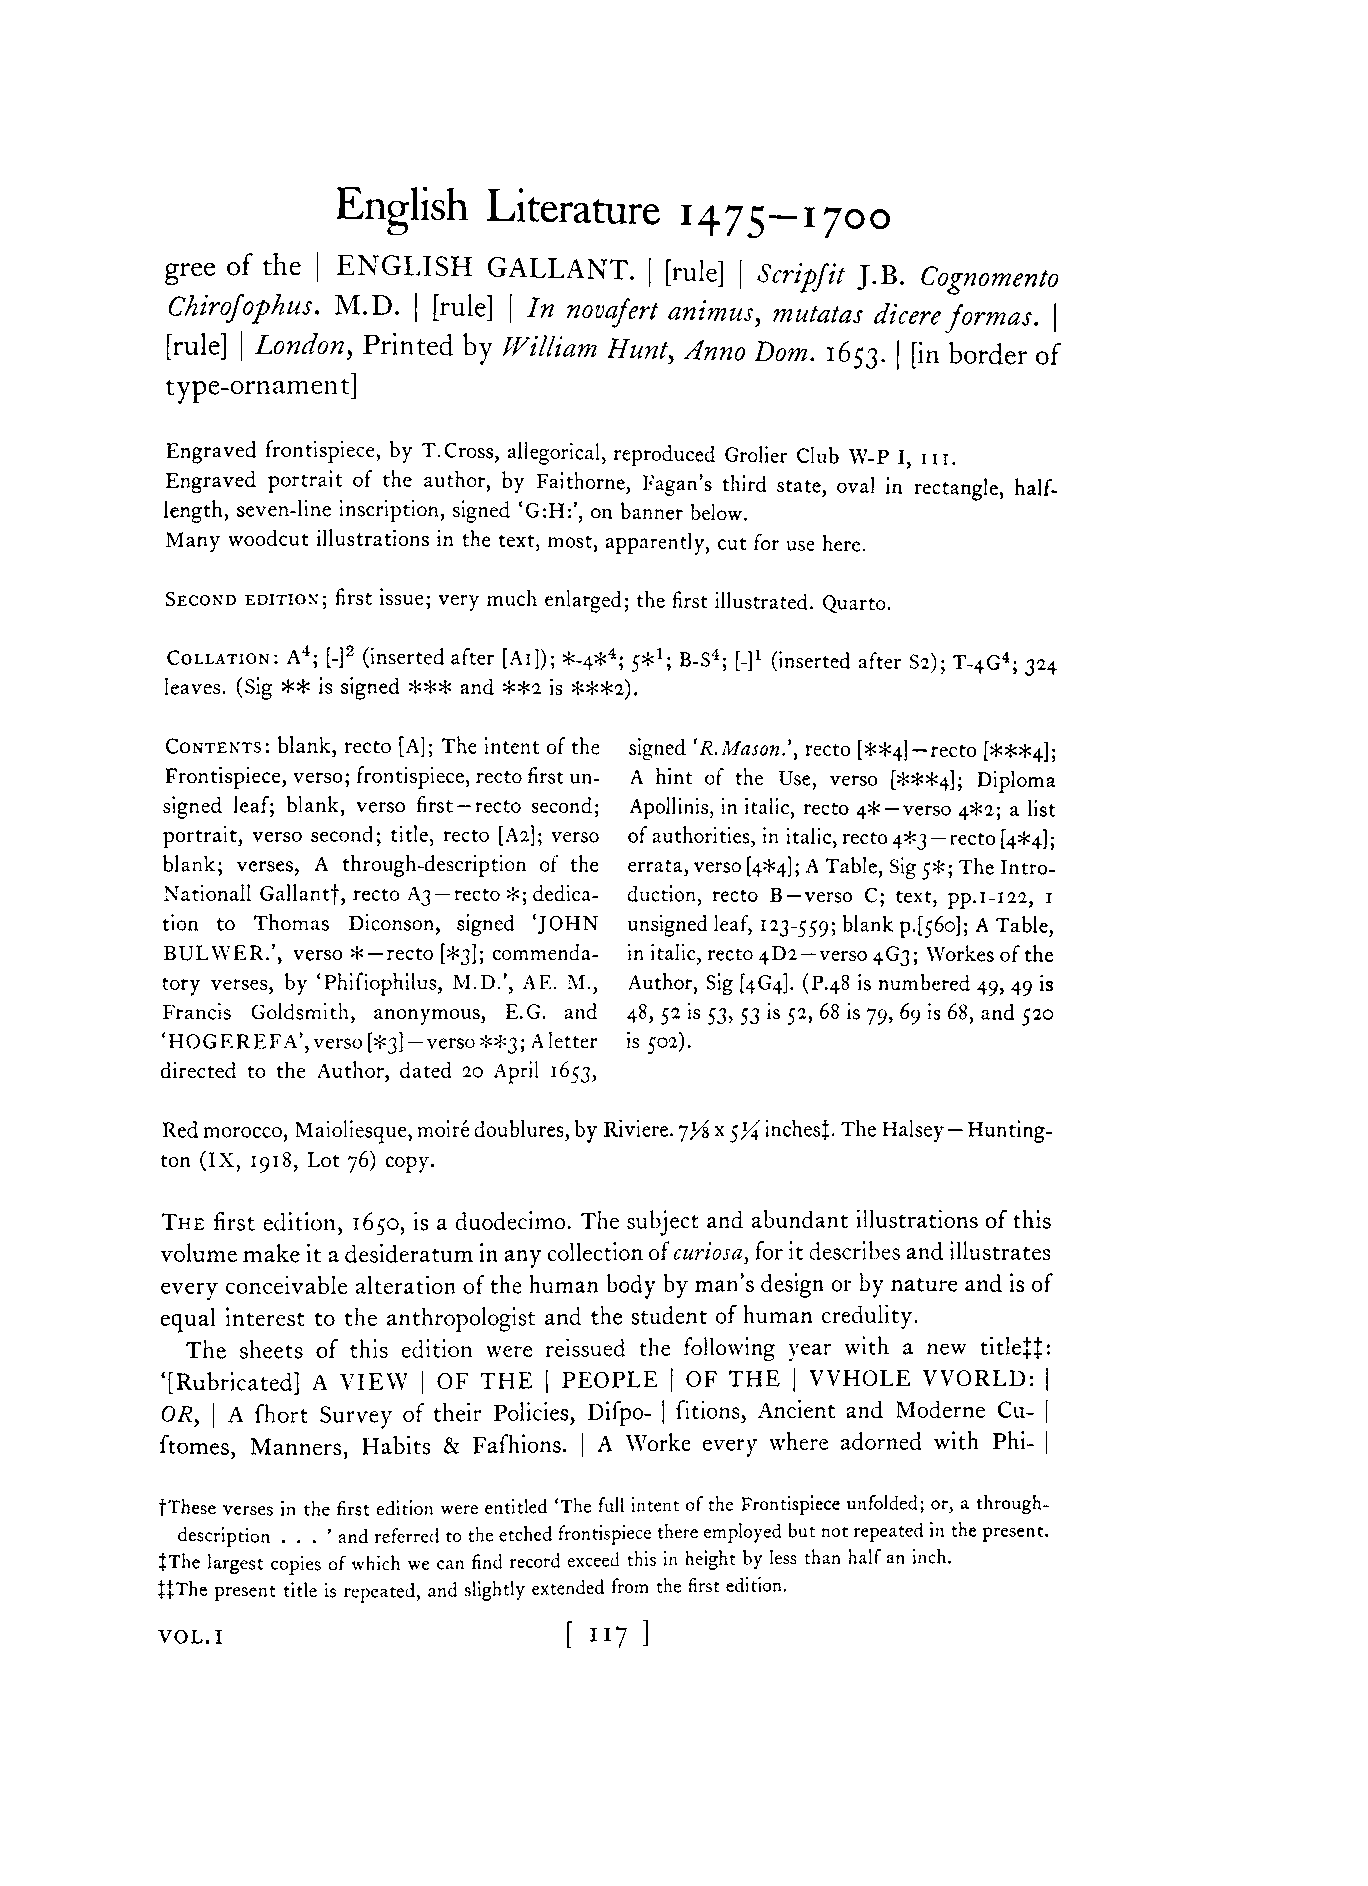 English Literature 1475—1700
gree of the | ENGLISH GALLANT. | [rule] | Scripſit J.B. Cognomento
Chiroſophus. M.D. | [rule] | In novafert animus, mutatas dicere formas. |
[rule] | London, Printed by William Hunt, Anno Dom. 1653. | [in border of
type-ornament]
Engraved frontispiece, by T.Cross, allegorical, reproduced Grolier Club W-P I, 111.
Engraved portrait of the author, by Faithorne, Fagan's third state, oval in rectangle, half-
length, seven-line inscription, signed ‘G:H:’, on banner below.
Many woodcut illustrations in the text, most, apparently, cut for use here.
SECOND EDITION; first issue; very much enlarged; the first illustrated. Quarto.
COLLATION: A⁴; [-]² (inserted after [A1]); *-4*⁴; 5*¹; B-S⁴; [-]¹ (inserted after S2); T-4G⁴; 324
leaves. (Sig ** is signed *** and **2 is ***2).
CONTENTS: blank, recto [A]; The intent of the
Frontispiece, verso; frontispiece, recto first un-
signed leaf; blank, verso first—recto second;
portrait, verso second; title, recto [A2]; verso
blank; verses, A through-description of the
Nationall Gallant†, recto A3—recto *; dedica-
tion to Thomas Diconson, signed ‘JOHN
BULWER.’, verso *—recto [*3]; commenda-
tory verses, by ‘Phiſiophilus, M.D.’, AE. M.,
Francis Goldsmith, anonymous, E.G. and
‘HOGEREFA’, verso [*3]—verso **3; A letter
directed to the Author, dated 20 April 1653,
signed ‘R.Mason.’, recto [**4]—recto [***4];
A hint of the Use, verso [***4]; Diploma
Apollinis, in italic, recto 4*—verso 4*2; a list
of authorities, in italic, recto 4*3—recto [4*4];
errata, verso [4*4]; A Table, Sig 5*; The Intro-
duction, recto B—verso C; text, pp.1-122, 1
unsigned leaf, 123-559; blank p.[560]; A Table,
in italic, recto 4D2—verso 4G3; Workes of the
Author, Sig [4G4]. (P.48 is numbered 49, 49 is
48, 52 is 53, 53 is 52, 68 is 79, 69 is 68, and 520
is 502).
Red morocco, Maioliesque, moiré doublures, by Riviere. 7⅛ x 5¼ inches‡. The Halsey—Hunting-
ton (IX, 1918, Lot 76) copy.
THE first edition, 1650, is a duodecimo. The subject and abundant illustrations of this
volume make it a desideratum in any collection of curiosa, for it describes and illustrates
every conceivable alteration of the human body by man's design or by nature and is of
equal interest to the anthropologist and the student of human credulity.
The sheets of this edition were reissued the following year with a new title‡‡:
‘[Rubricated] A VIEW | OF THE | PEOPLE | OF THE | VVHOLE VVORLD: |
OR, | A ſhort Survey of their Policies, Diſpo- | ſitions, Ancient and Moderne Cu- |
ſtomes, Manners, Habits & Faſhions. | A Worke every where adorned with Phi- |
†These verses in the first edition were entitled ‘The full intent of the Frontispiece unfolded; or, a through-
description . . . ’ and referred to the etched frontispiece there employed but not repeated in the present.
‡The largest copies of which we can find record exceed this in height by less than half an inch.
‡‡The present title is repeated, and slightly extended from the first edition.
VOL.I [ 117 ]